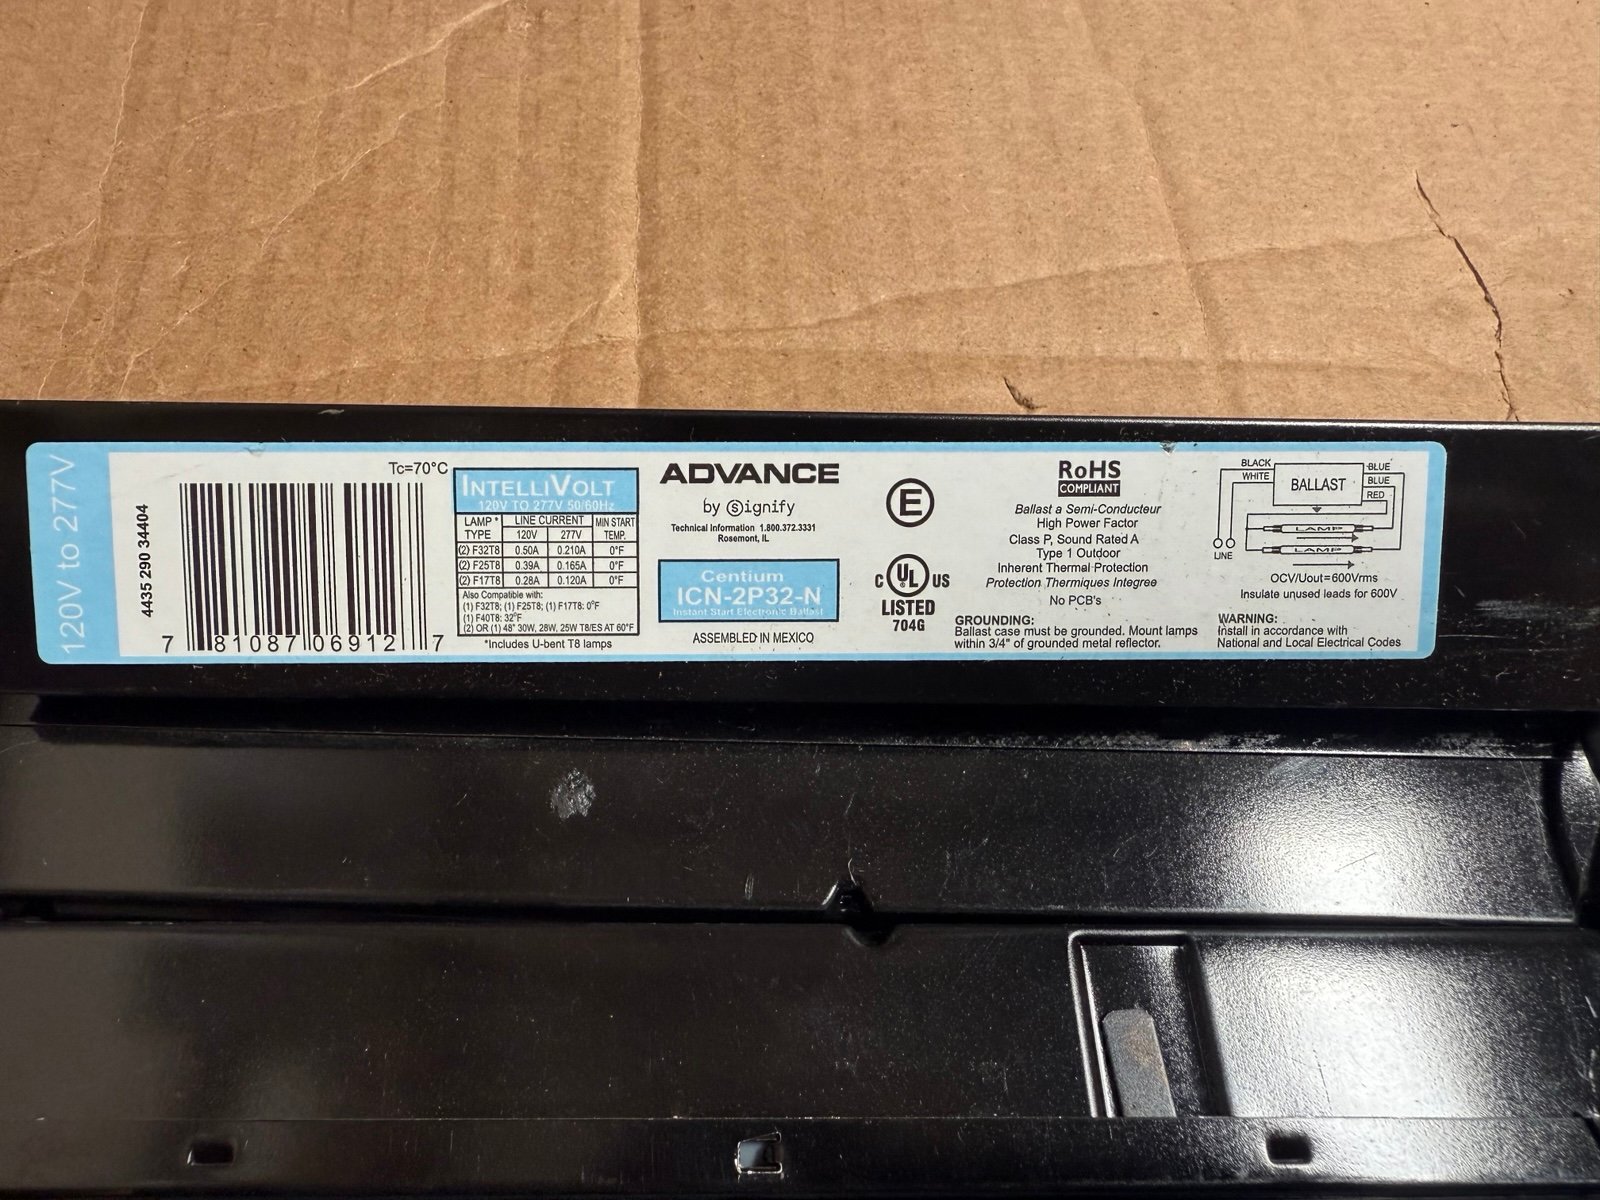 120V to 277V
4435 290 34404
Tc=70°C
7 81087 06912 7
INTELLIVOLT
120V TO 277V 50/60Hz
LAMP * TYPE LINE CURRENT MIN START TEMP.
120V 277V
(2) F32T8 0.50A 0.210A 0°F
(2) F25T8 0.39A 0.165A 0°F
(2) F17T8 0.28A 0.120A 0°F
Also Compatible with:
(1) F32T8; (1) F25T8; (1) F17T8: 0°F
(1) F40T8: 32°F
(2) OR (1) 48" 30W, 28W, 25W T8/ES AT 60°F
*Includes U-bent T8 lamps
ADVANCE
by Signify
Technical Information 1.800.372.3331
Rosemont, IL
Centium
ICN-2P32-N
Instant Start Electronic Ballast
ASSEMBLED IN MEXICO
E
C UL US
LISTED
704G
RoHS
COMPLIANT
Ballast a Semi-Conducteur
High Power Factor
Class P, Sound Rated A
Type 1 Outdoor
Inherent Thermal Protection
Protection Thermiques Integree
No PCB's
GROUNDING:
Ballast case must be grounded. Mount lamps
within 3/4" of grounded metal reflector.
BLACK
WHITE
BALLAST
BLUE
BLUE
RED
LAMP
LAMP
LINE
OCV/Uout=600Vrms
Insulate unused leads for 600V
WARNING:
Install in accordance with
National and Local Electrical Codes